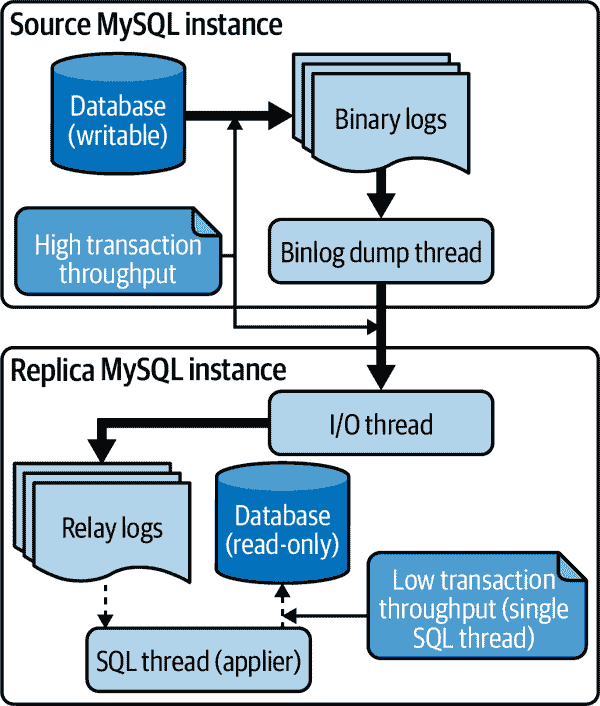 Source MySQL instance
Database
(writable)
Binary logs
High transaction
throughput
Binlog dump thread
Replica MySQL instance
I/O thread
Relay logs
Database
(read-only)
Low transaction
throughput (single
SQL thread)
SQL thread (applier)